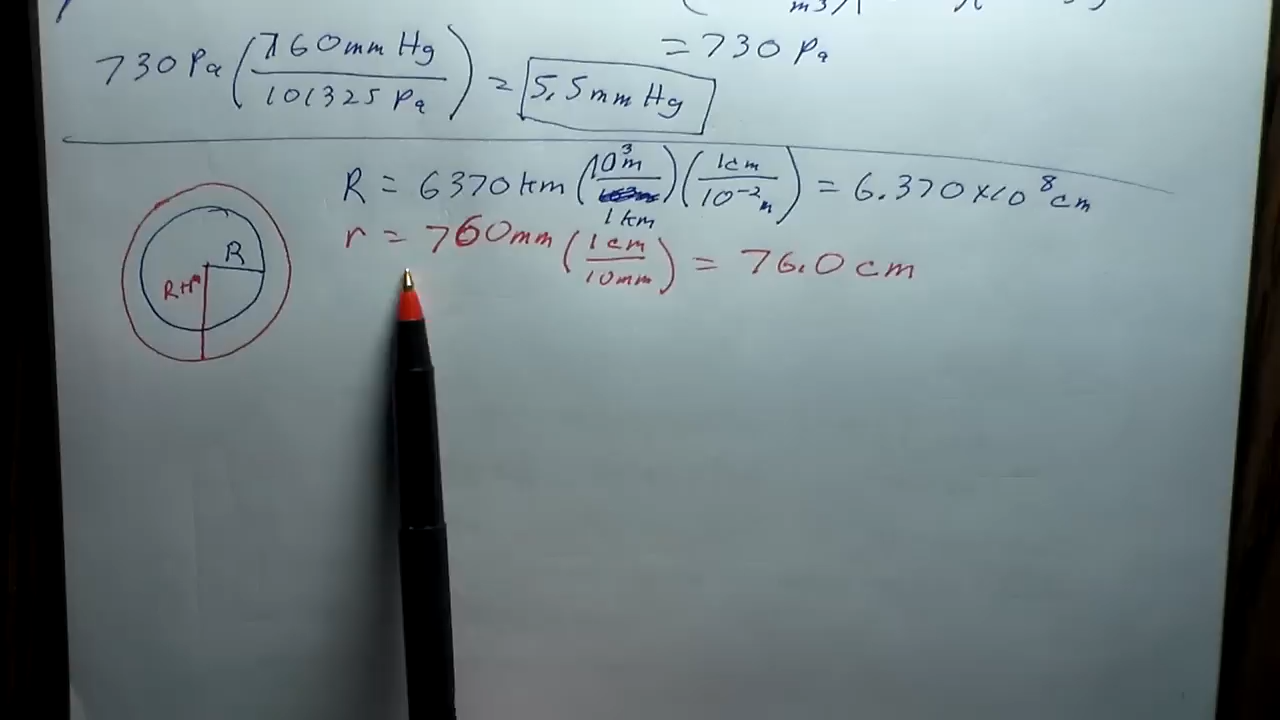 = 730 Pa
730 Pa (760 mm Hg / 101325 Pa) = 5.5 mm Hg
R = 6370 km (10³ m / 1 km)(1 cm / 10⁻² m) = 6.370 × 10⁸ cm
r = 760 mm (1 cm / 10 mm) = 76.0 cm
R
R+r